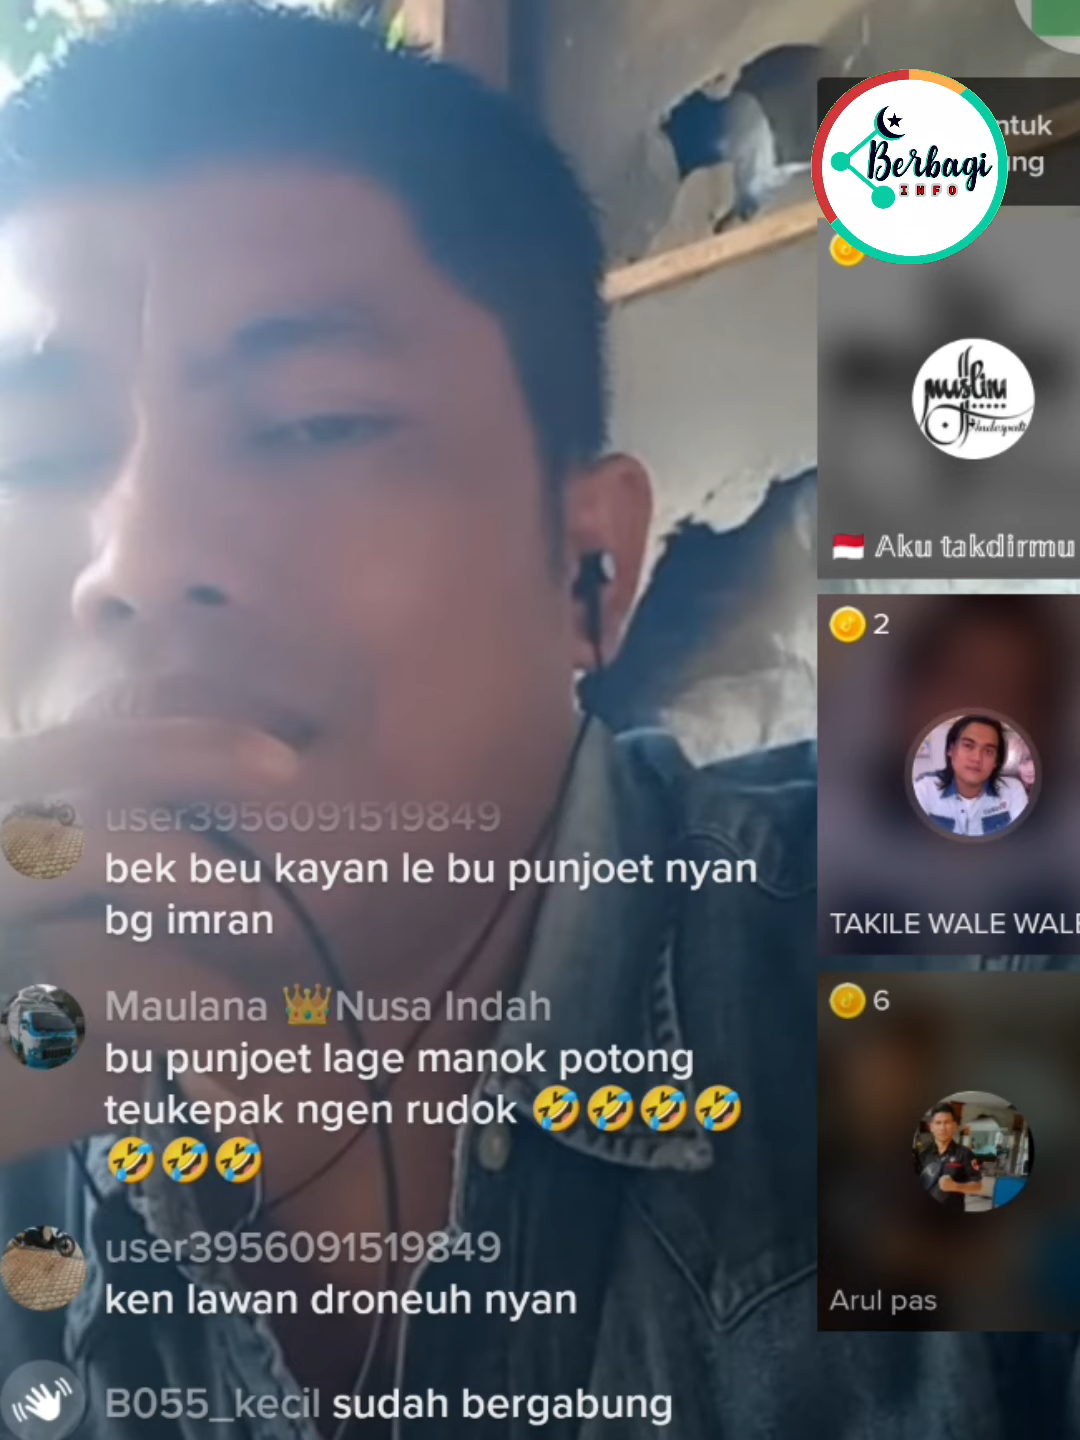 ntuk
ung
Berbagi
INFO
muslim
🇮🇩 Aku takdirmu
2
TAKILE WALE WALE
6
Arul pas
user3956091519849
bek beu kayan le bu punjoet nyan
bg imran
Maulana 👑Nusa Indah
bu punjoet lage manok potong
teukepak ngen rudok 🤣🤣🤣🤣
🤣🤣🤣
user3956091519849
ken lawan droneuh nyan
B055_kecil sudah bergabung